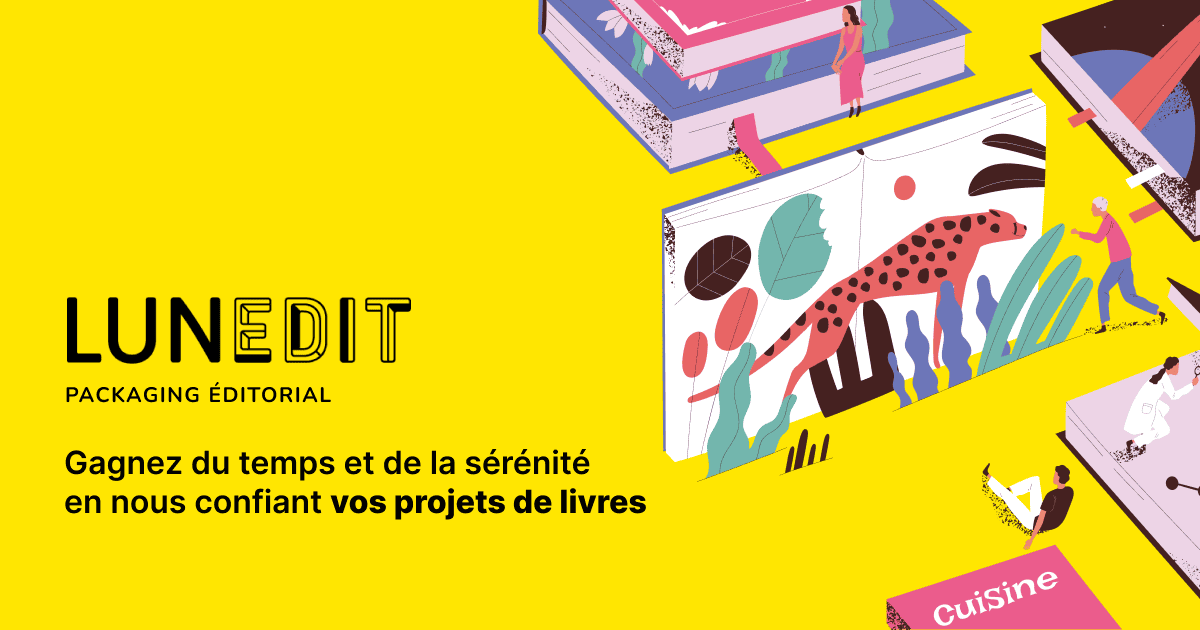 LUNEDIT
PACKAGING ÉDITORIAL
Gagnez du temps et de la sérénité
en nous confiant vos projets de livres
cuisine